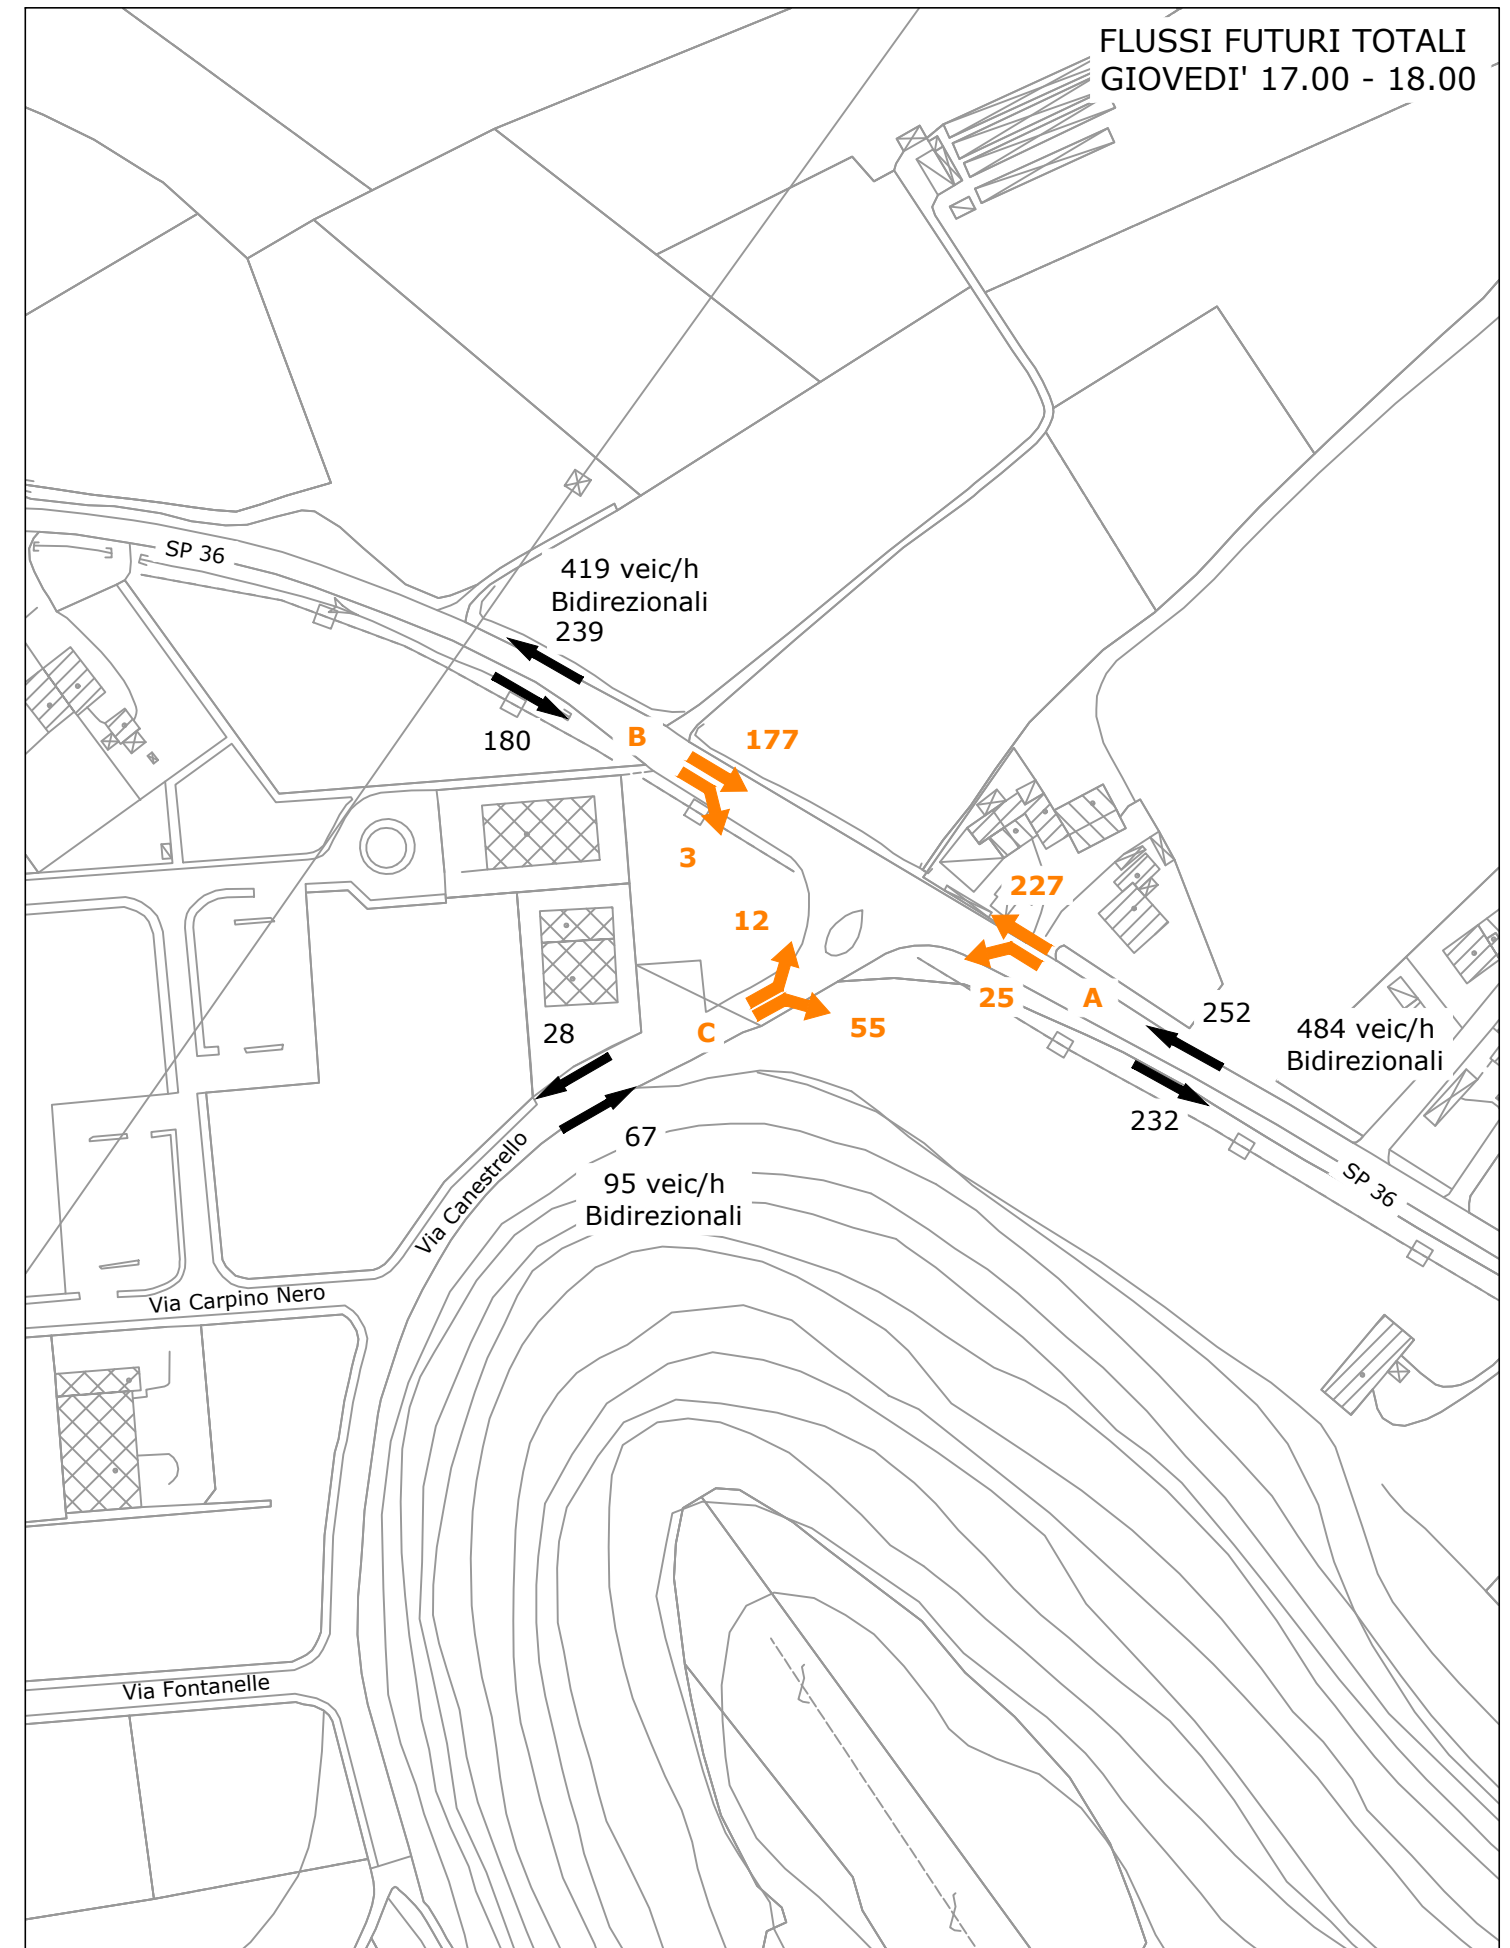 FLUSSI FUTURI TOTALI
GIOVEDI' 17.00 - 18.00
SP 36
419 veic/h
Bidirezionali
239
180
B
177
3
227
12
25
A
C
55
252
484 veic/h
Bidirezionali
28
232
67
Via Canestrello
95 veic/h
Bidirezionali
SP 36
Via Carpino Nero
Via Fontanelle